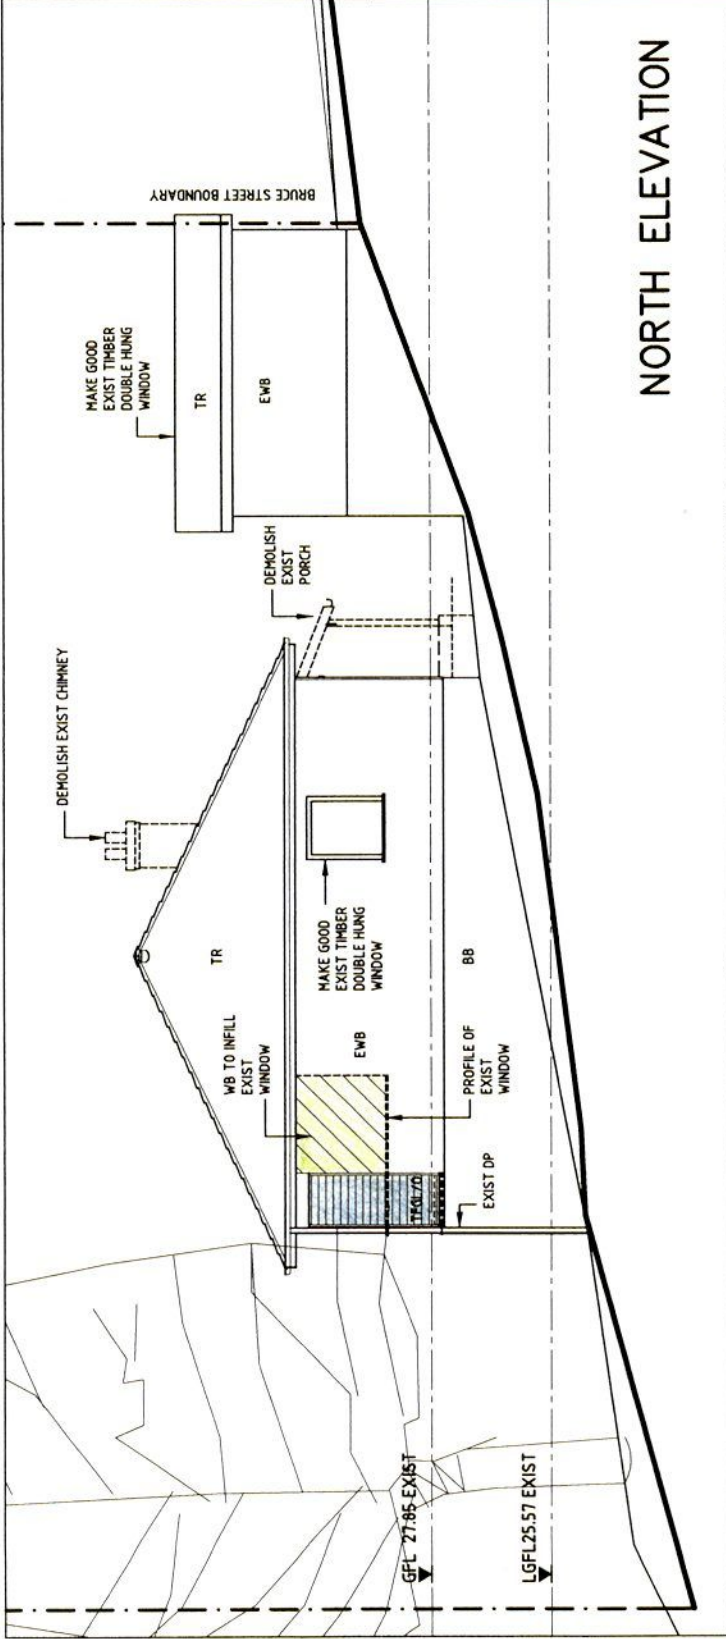 DEMOLISH EXIST CHIMNEY
MAKE GOOD
EXIST TIMBER
DOUBLE HUNG
WINDOW
BRUCE STREET BOUNDARY
TR
TR
EWB
WB TO INFILL
EXIST
WINDOW
DEMOLISH
EXIST
PORCH
MAKE GOOD
EXIST TIMBER
DOUBLE HUNG
WINDOW
EWB
GFL 27.85 EXIST
PROFILE OF
EXIST
WINDOW
BB
EXIST DP
LGFL25.57 EXIST
NORTH ELEVATION